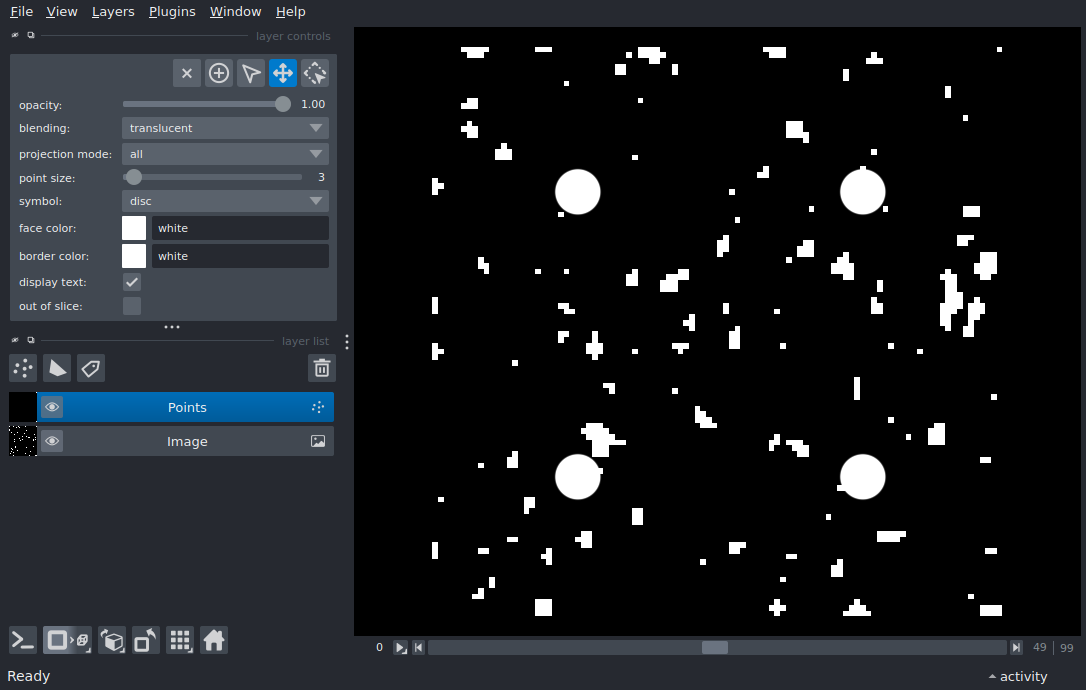 File View Layers Plugins Window Help
layer controls
opacity: 1.00
blending: translucent
projection mode: all
point size: 3
symbol: disc
face color: white
border color: white
display text:
out of slice:
layer list
Points
Image
0 49 99
Ready activity